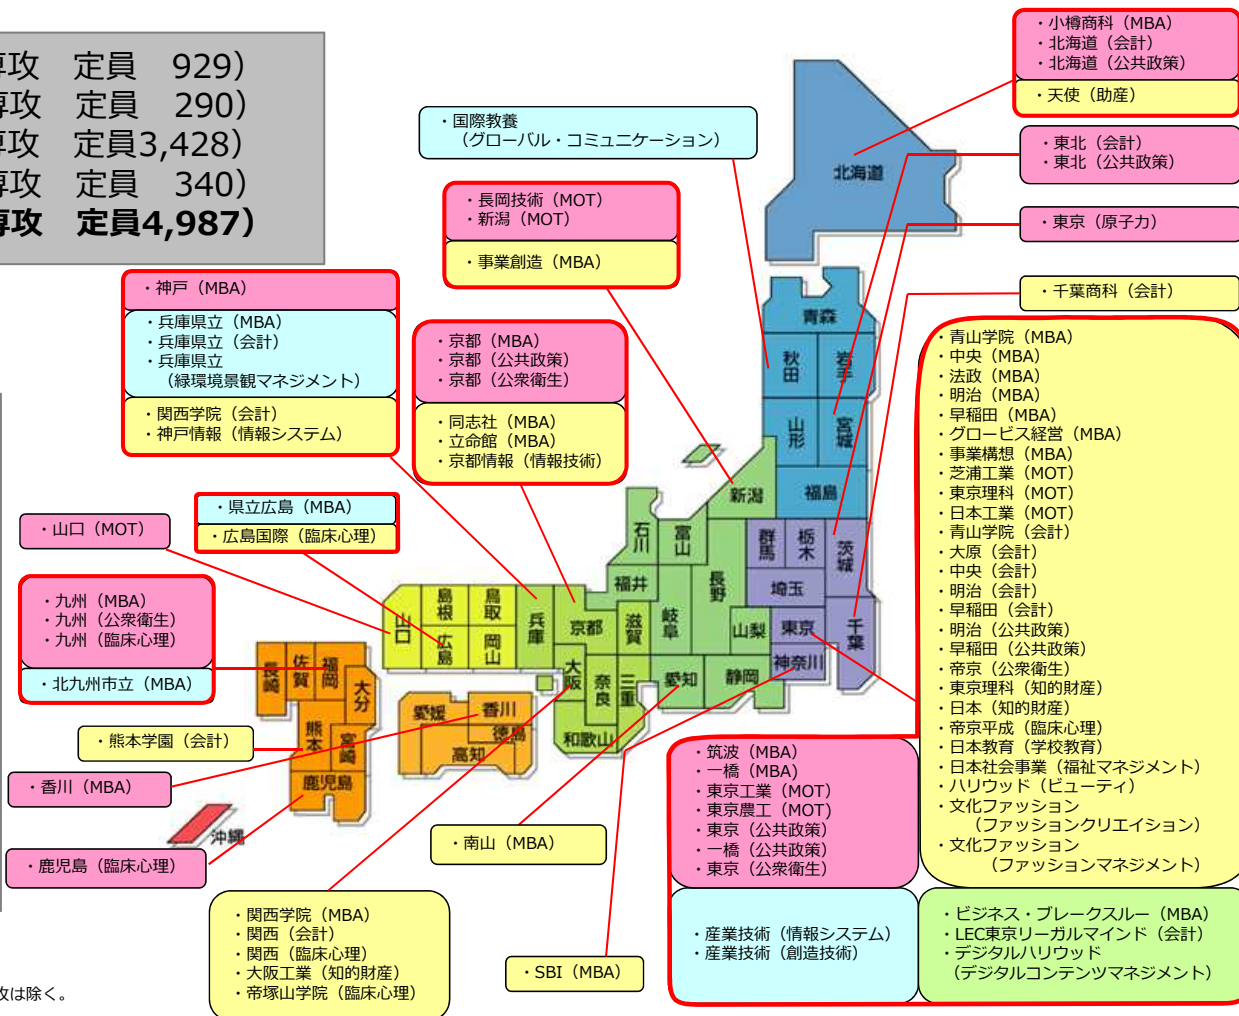 専攻　定員　929）
専攻　定員　290）
専攻　定員3,428）
専攻　定員　340）
専攻　定員4,987）
・小樽商科（MBA）
・北海道（会計）
・北海道（公共政策）
・天使（助産）
・国際教養
（グローバル・コミュニケーション）
・東北（会計）
・東北（公共政策）
・長岡技術（MOT）
・新潟（MOT）
・事業創造（MBA）
・東京（原子力）
・千葉商科（会計）
・神戸（MBA）
・兵庫県立（MBA）
・兵庫県立（会計）
・兵庫県立
（緑環境景観マネジメント）
・関西学院（会計）
・神戸情報（情報システム）
・京都（MBA）
・京都（公共政策）
・京都（公衆衛生）
・同志社（MBA）
・立命館（MBA）
・京都情報（情報技術）
・青山学院（MBA）
・中央（MBA）
・法政（MBA）
・明治（MBA）
・早稲田（MBA）
・グロービス経営（MBA）
・事業構想（MBA）
・芝浦工業（MOT）
・東京理科（MOT）
・日本工業（MOT）
・青山学院（会計）
・大原（会計）
・中央（会計）
・明治（会計）
・早稲田（会計）
・明治（公共政策）
・早稲田（公共政策）
・帝京（公衆衛生）
・東京理科（知的財産）
・日本（知的財産）
・帝京平成（臨床心理）
・日本教育（学校教育）
・日本社会事業（福祉マネジメント）
・ハリウッド（ビューティ）
・文化ファッション
（ファッションクリエイション）
・文化ファッション
（ファッションマネジメント）
・県立広島（MBA）
・広島国際（臨床心理）
・山口（MOT）
・九州（MBA）
・九州（公衆衛生）
・九州（臨床心理）
・北九州市立（MBA）
・熊本学園（会計）
・香川（MBA）
・鹿児島（臨床心理）
・筑波（MBA）
・一橋（MBA）
・東京工業（MOT）
・東京農工（MOT）
・東京（公共政策）
・一橋（公共政策）
・東京（公衆衛生）
・産業技術（情報システム）
・産業技術（創造技術）
・ビジネス・ブレークスルー（MBA）
・LEC東京リーガルマインド（会計）
・デジタルハリウッド
（デジタルコンテンツマネジメント）
・南山（MBA）
・SBI（MBA）
・関西学院（MBA）
・関西（会計）
・関西（臨床心理）
・大阪工業（知的財産）
・帝塚山学院（臨床心理）
北海道
青森
秋田
岩手
山形
宮城
新潟
福島
石川
富山
群馬
栃木
茨城
福井
長野
埼玉
岐阜
山梨
東京
千葉
神奈川
山口
島根
鳥取
広島
岡山
兵庫
京都
滋賀
大阪
奈良
三重
愛知
静岡
和歌山
長崎
佐賀
福岡
大分
熊本
宮崎
鹿児島
愛媛
香川
徳島
高知
沖縄
攻は除く。